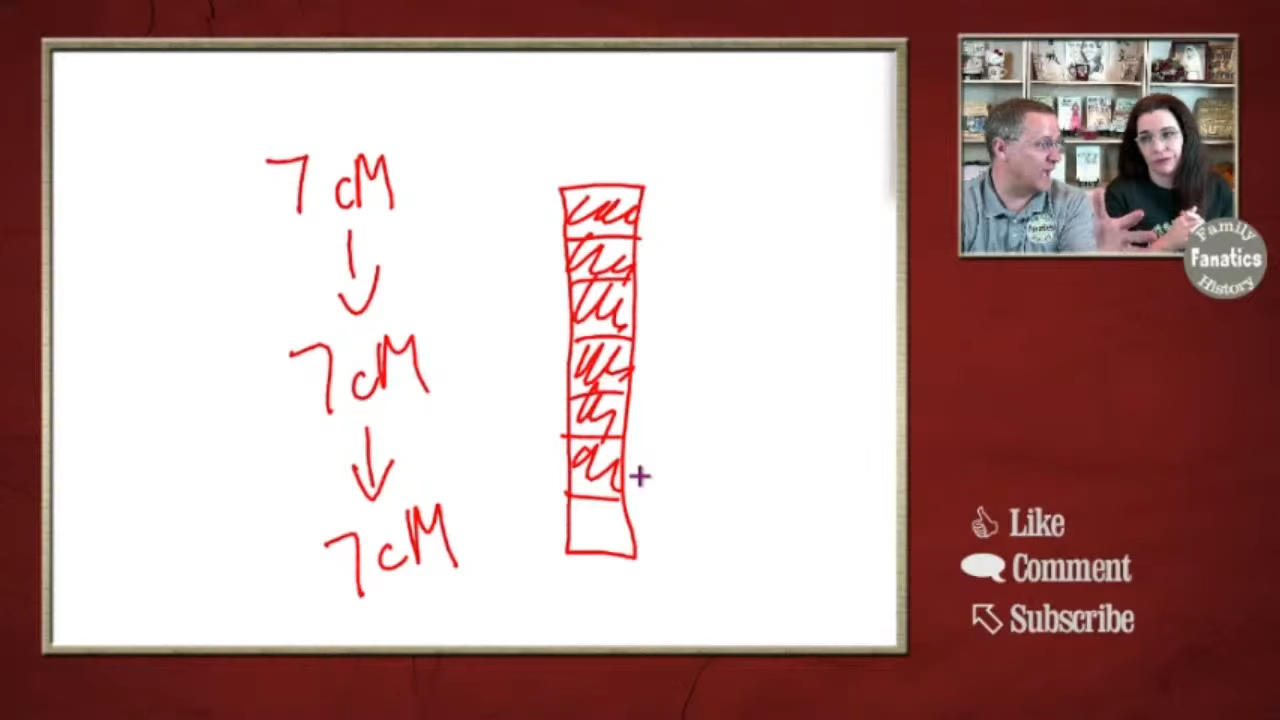 7 cM
7 cM
7 cM
Family
Fanatics
History
Like
Comment
Subscribe